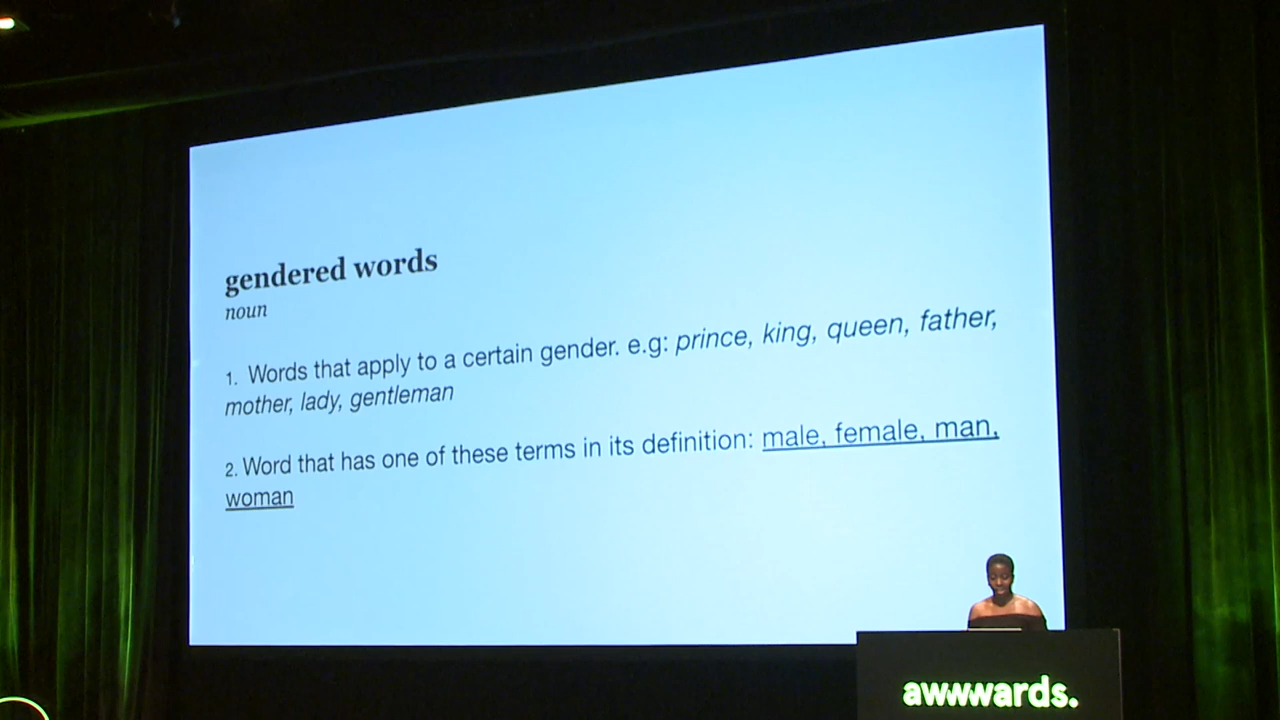 gendered words
noun
1. Words that apply to a certain gender. e.g: prince, king, queen, father,
mother, lady, gentleman
2. Word that has one of these terms in its definition: male, female, man,
woman
awwwards.